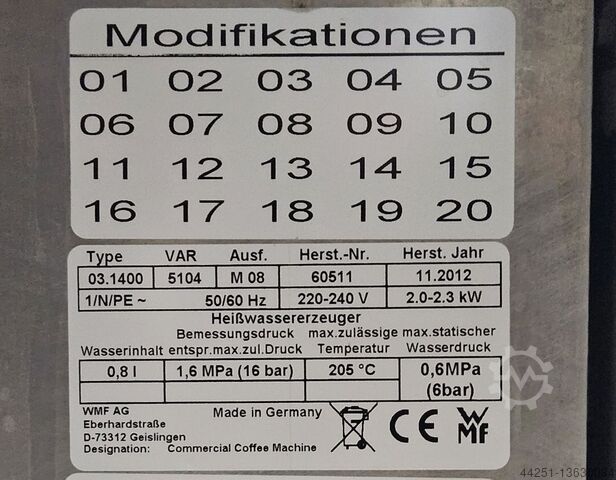 Modifikationen
01 02 03 04 05
06 07 08 09 10
11 12 13 14 15
16 17 18 19 20
Type VAR Ausf. Herst.-Nr. Herst. Jahr
03.1400 5104 M 08 60511 11.2012
1/N/PE ~ 50/60 Hz 220-240 V 2.0-2.3 kW
Heißwassererzeuger
Bemessungsdruck max.zulässige max.statischer
Wasserinhalt entspr.max.zul.Druck Temperatur Wasserdruck
0,8 l 1,6 MPa (16 bar) 205 °C 0,6MPa
(6bar)
WMF AG Made in Germany
Eberhardstraße
D-73312 Geislingen
Designation: Commercial Coffee Machine
CE WMF